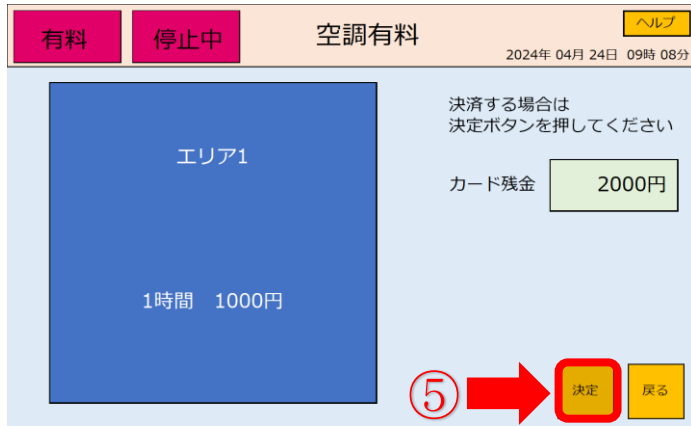 有料
停止中
空調有料
ヘルプ
2024年 04月 24日 09時 08分
エリア1
1時間 1000円
決済する場合は
決定ボタンを押してください
カード残金
2000円
⑤
決定
戻る